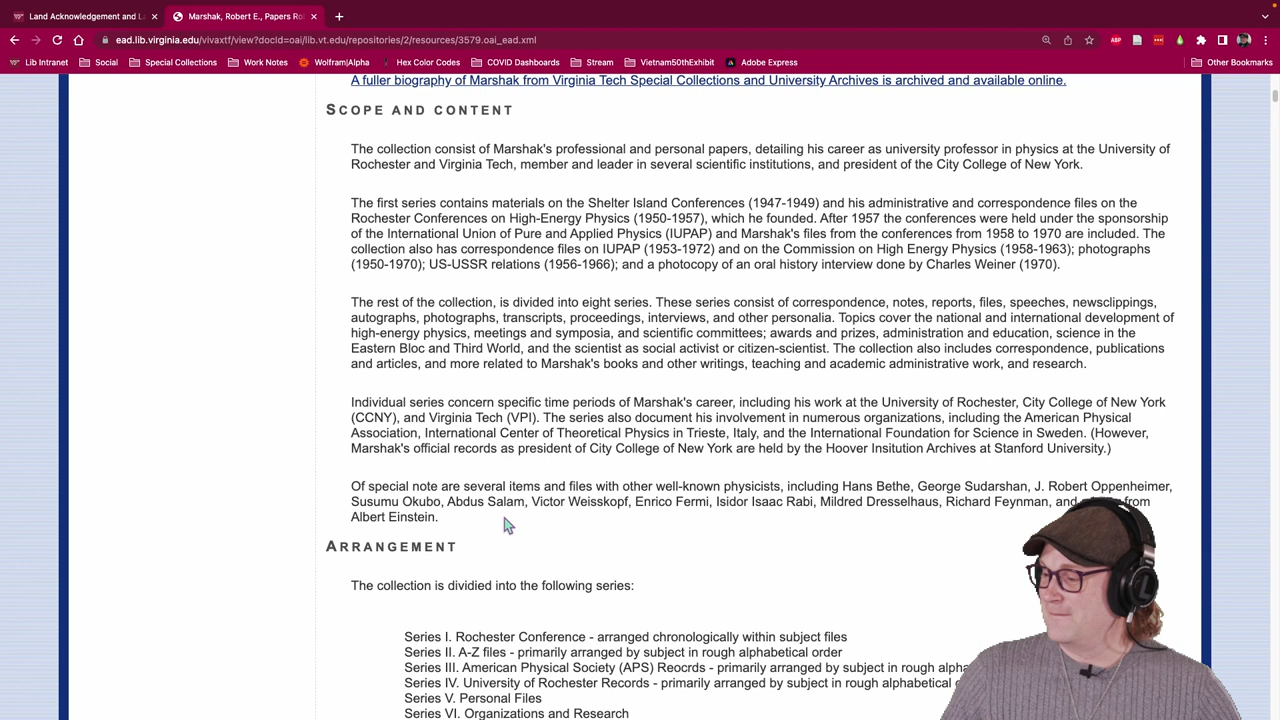 Land Acknowledgement and La
Marshak, Robert E., Papers Ro
ead.lib.virginia.edu/vivaxtf/view?docId=oai/lib.vt.edu/repositories/2/resources/3579.oai_ead.xml
Lib Intranet Social Special Collections Work Notes Wolfram|Alpha Hex Color Codes COVID Dashboards Stream Vietnam50thExhibit Adobe Express Other Bookmarks
A fuller biography of Marshak from Virginia Tech Special Collections and University Archives is archived and available online.
SCOPE AND CONTENT
The collection consist of Marshak's professional and personal papers, detailing his career as university professor in physics at the University of
Rochester and Virginia Tech, member and leader in several scientific institutions, and president of the City College of New York.
The first series contains materials on the Shelter Island Conferences (1947-1949) and his administrative and correspondence files on the
Rochester Conferences on High-Energy Physics (1950-1957), which he founded. After 1957 the conferences were held under the sponsorship
of the International Union of Pure and Applied Physics (IUPAP) and Marshak's files from the conferences from 1958 to 1970 are included. The
collection also has correspondence files on IUPAP (1953-1972) and on the Commission on High Energy Physics (1958-1963); photographs
(1950-1970); US-USSR relations (1956-1966); and a photocopy of an oral history interview done by Charles Weiner (1970).
The rest of the collection, is divided into eight series. These series consist of correspondence, notes, reports, files, speeches, newsclippings,
autographs, photographs, transcripts, proceedings, interviews, and other personalia. Topics cover the national and international development of
high-energy physics, meetings and symposia, and scientific committees; awards and prizes, administration and education, science in the
Eastern Bloc and Third World, and the scientist as social activist or citizen-scientist. The collection also includes correspondence, publications
and articles, and more related to Marshak's books and other writings, teaching and academic administrative work, and research.
Individual series concern specific time periods of Marshak's career, including his work at the University of Rochester, City College of New York
(CCNY), and Virginia Tech (VPI). The series also document his involvement in numerous organizations, including the American Physical
Association, International Center of Theoretical Physics in Trieste, Italy, and the International Foundation for Science in Sweden. (However,
Marshak's official records as president of City College of New York are held by the Hoover Insitution Archives at Stanford University.)
Of special note are several items and files with other well-known physicists, including Hans Bethe, George Sudarshan, J. Robert Oppenheimer,
Susumu Okubo, Abdus Salam, Victor Weisskopf, Enrico Fermi, Isidor Isaac Rabi, Mildred Dresselhaus, Richard Feynman, and from
Albert Einstein.
ARRANGEMENT
The collection is dividied into the following series:
Series I. Rochester Conference - arranged chronologically within subject files
Series II. A-Z files - primarily arranged by subject in rough alphabetical order
Series III. American Physical Society (APS) Reocrds - primarily arranged by subject in rough alpha
Series IV. University of Rochester Records - primarily arranged by subject in rough alphabetical
Series V. Personal Files
Series VI. Organizations and Research